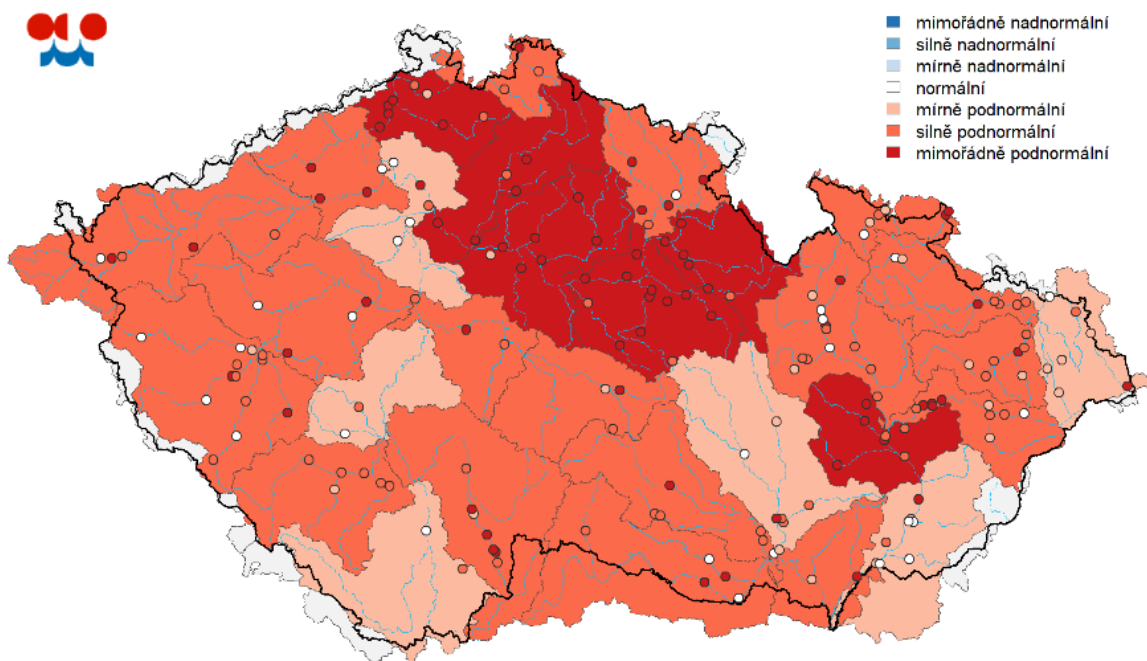 mimořádně nadnormální
silně nadnormální
mírně nadnormální
normální
mírně podnormální
silně podnormální
mimořádně podnormální